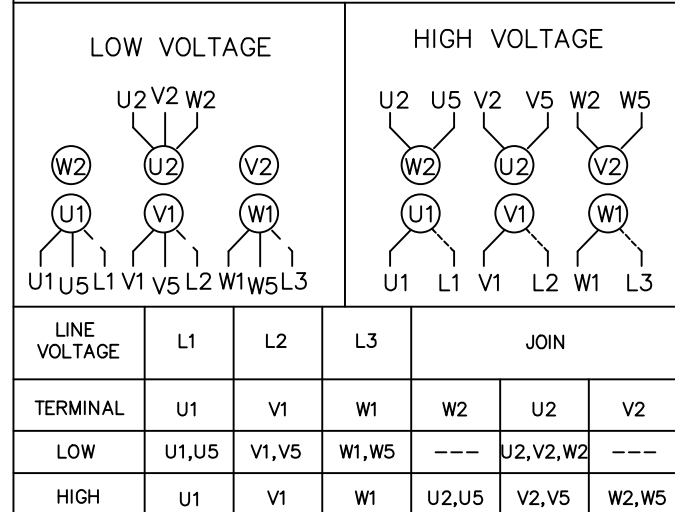 LOW VOLTAGE
U2 V2 W2
W2 U2 V2
U1 V1 W1
U1 U5 L1 V1 V5 L2 W1 W5 L3
HIGH VOLTAGE
U2 U5 V2 V5 W2 W5
W2 U2 V2
U1 V1 W1
U1 L1 V1 L2 W1 L3
LINE
VOLTAGE L1 L2 L3 JOIN
TERMINAL U1 V1 W1 W2 U2 V2
LOW U1,U5 V1,V5 W1,W5 --- U2,V2,W2 ---
HIGH U1 V1 W1 U2,U5 V2,V5 W2,W5